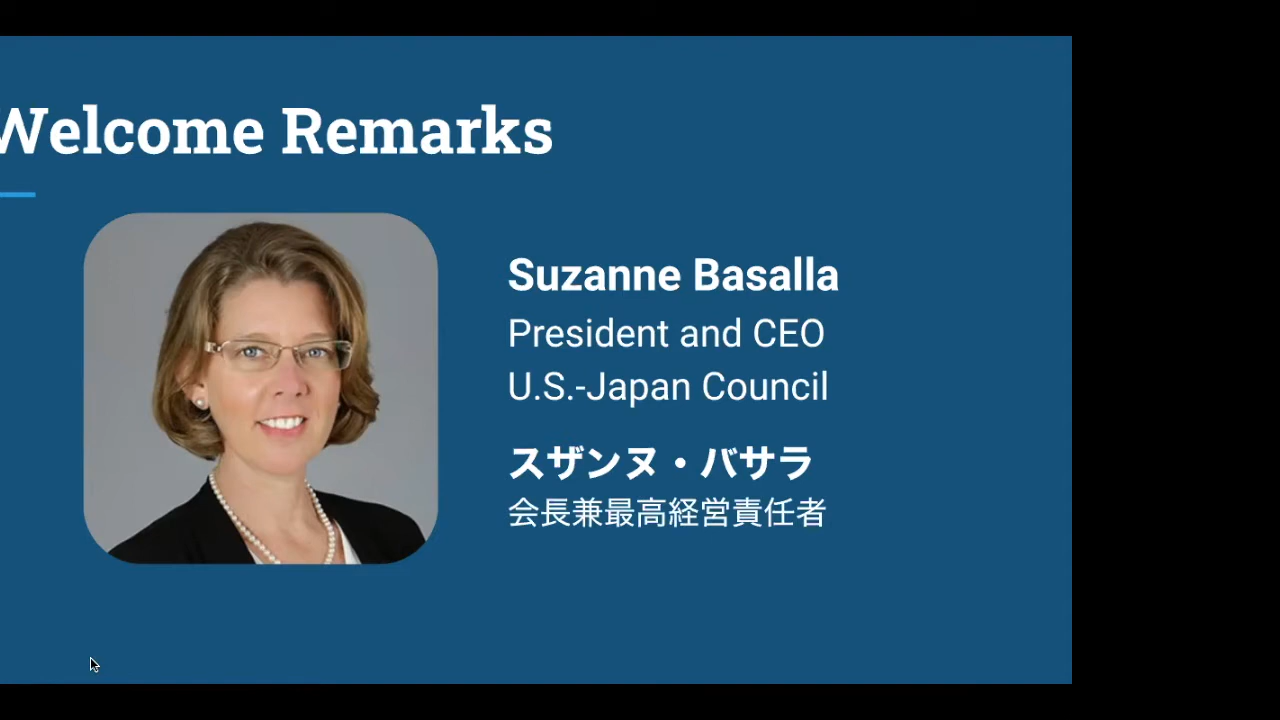 Welcome Remarks
Suzanne Basalla
President and CEO
U.S.-Japan Council
スザンヌ・バサラ
会長兼最高経営責任者